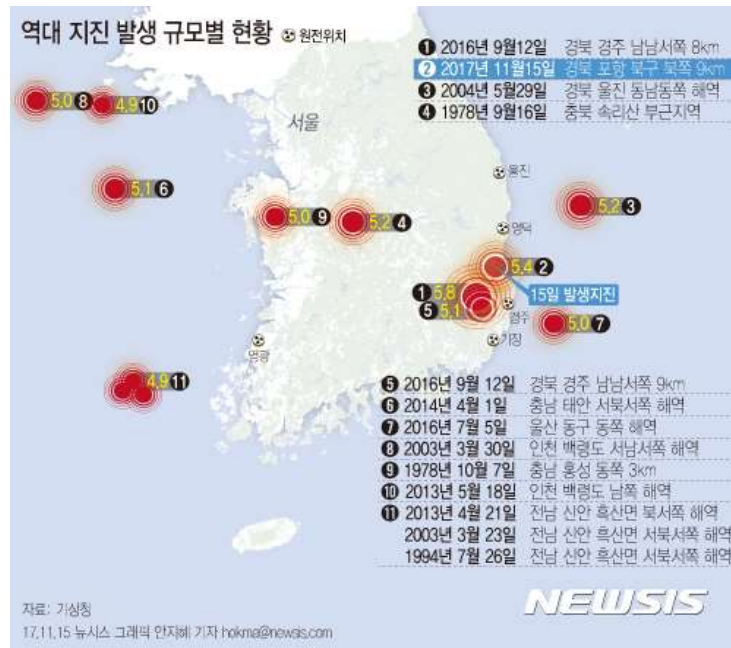 역대 지진 발생 규모별 현황 원전위치
❶ 2016년 9월12일 경북 경주 남남서쪽 8km
❷ 2017년 11월15일 경북 포항 북구 북쪽 9km
❸ 2004년 5월29일 경북 울진 동남동쪽 해역
❹ 1978년 9월16일 충북 속리산 부근지역
5.0 ❽
4.9 ❿
서울
5.1 ❻
울진
5.0 ❾
5.2 ❹
5.2 ❸
영덕
5.4 ❷
❶ 5.8
15일 발생지진
❺ 5.1
경주
5.0 ❼
영광
기장
4.9 ⓫
❺ 2016년 9월 12일 경북 경주 남남서쪽 9km
❻ 2014년 4월 1일 충남 태안 서북서쪽 해역
❼ 2016년 7월 5일 울산 동구 동쪽 해역
❽ 2003년 3월 30일 인천 백령도 서남서쪽 해역
❾ 1978년 10월 7일 충남 홍성 동쪽 3km
❿ 2013년 5월 18일 인천 백령도 남쪽 해역
⓫ 2013년 4월 21일 전남 신안 흑산면 북서쪽 해역
2003년 3월 23일 전남 신안 흑산면 서북서쪽 해역
1994년 7월 26일 전남 신안 흑산면 서북서쪽 해역
자료: 기상청
NEWSIS
17.11.15 뉴시스 그래픽 안지혜 기자 hokma@newsis.com